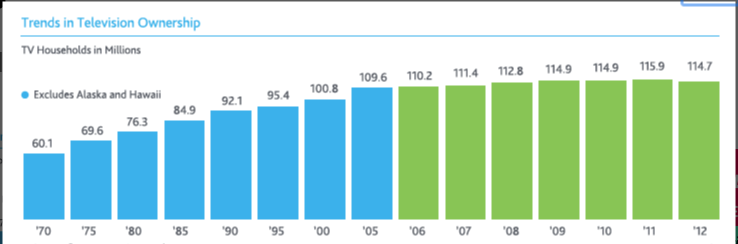 Trends in Television Ownership
TV Households in Millions
Excludes Alaska and Hawaii
60.1 69.6 76.3 84.9 92.1 95.4 100.8 109.6 110.2 111.4 112.8 114.9 114.9 115.9 114.7
'70 '75 '80 '85 '90 '95 '00 '05 '06 '07 '08 '09 '10 '11 '12